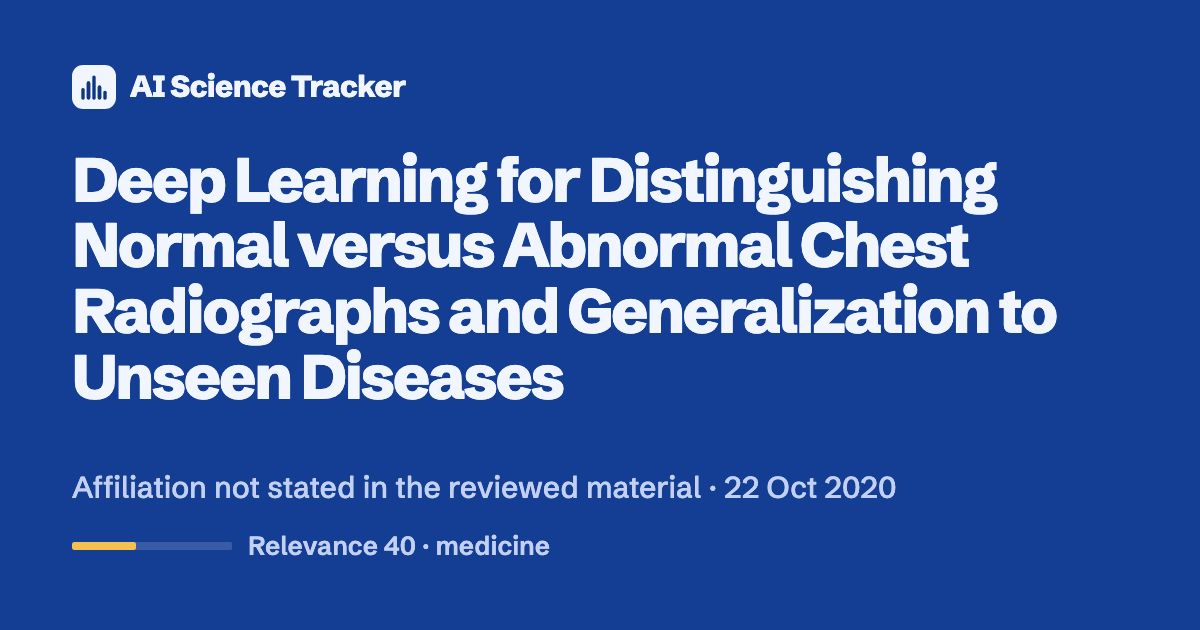 AI Science Tracker
Deep Learning for Distinguishing
Normal versus Abnormal Chest
Radiographs and Generalization to
Unseen Diseases
Affiliation not stated in the reviewed material · 22 Oct 2020
Relevance 40 · medicine